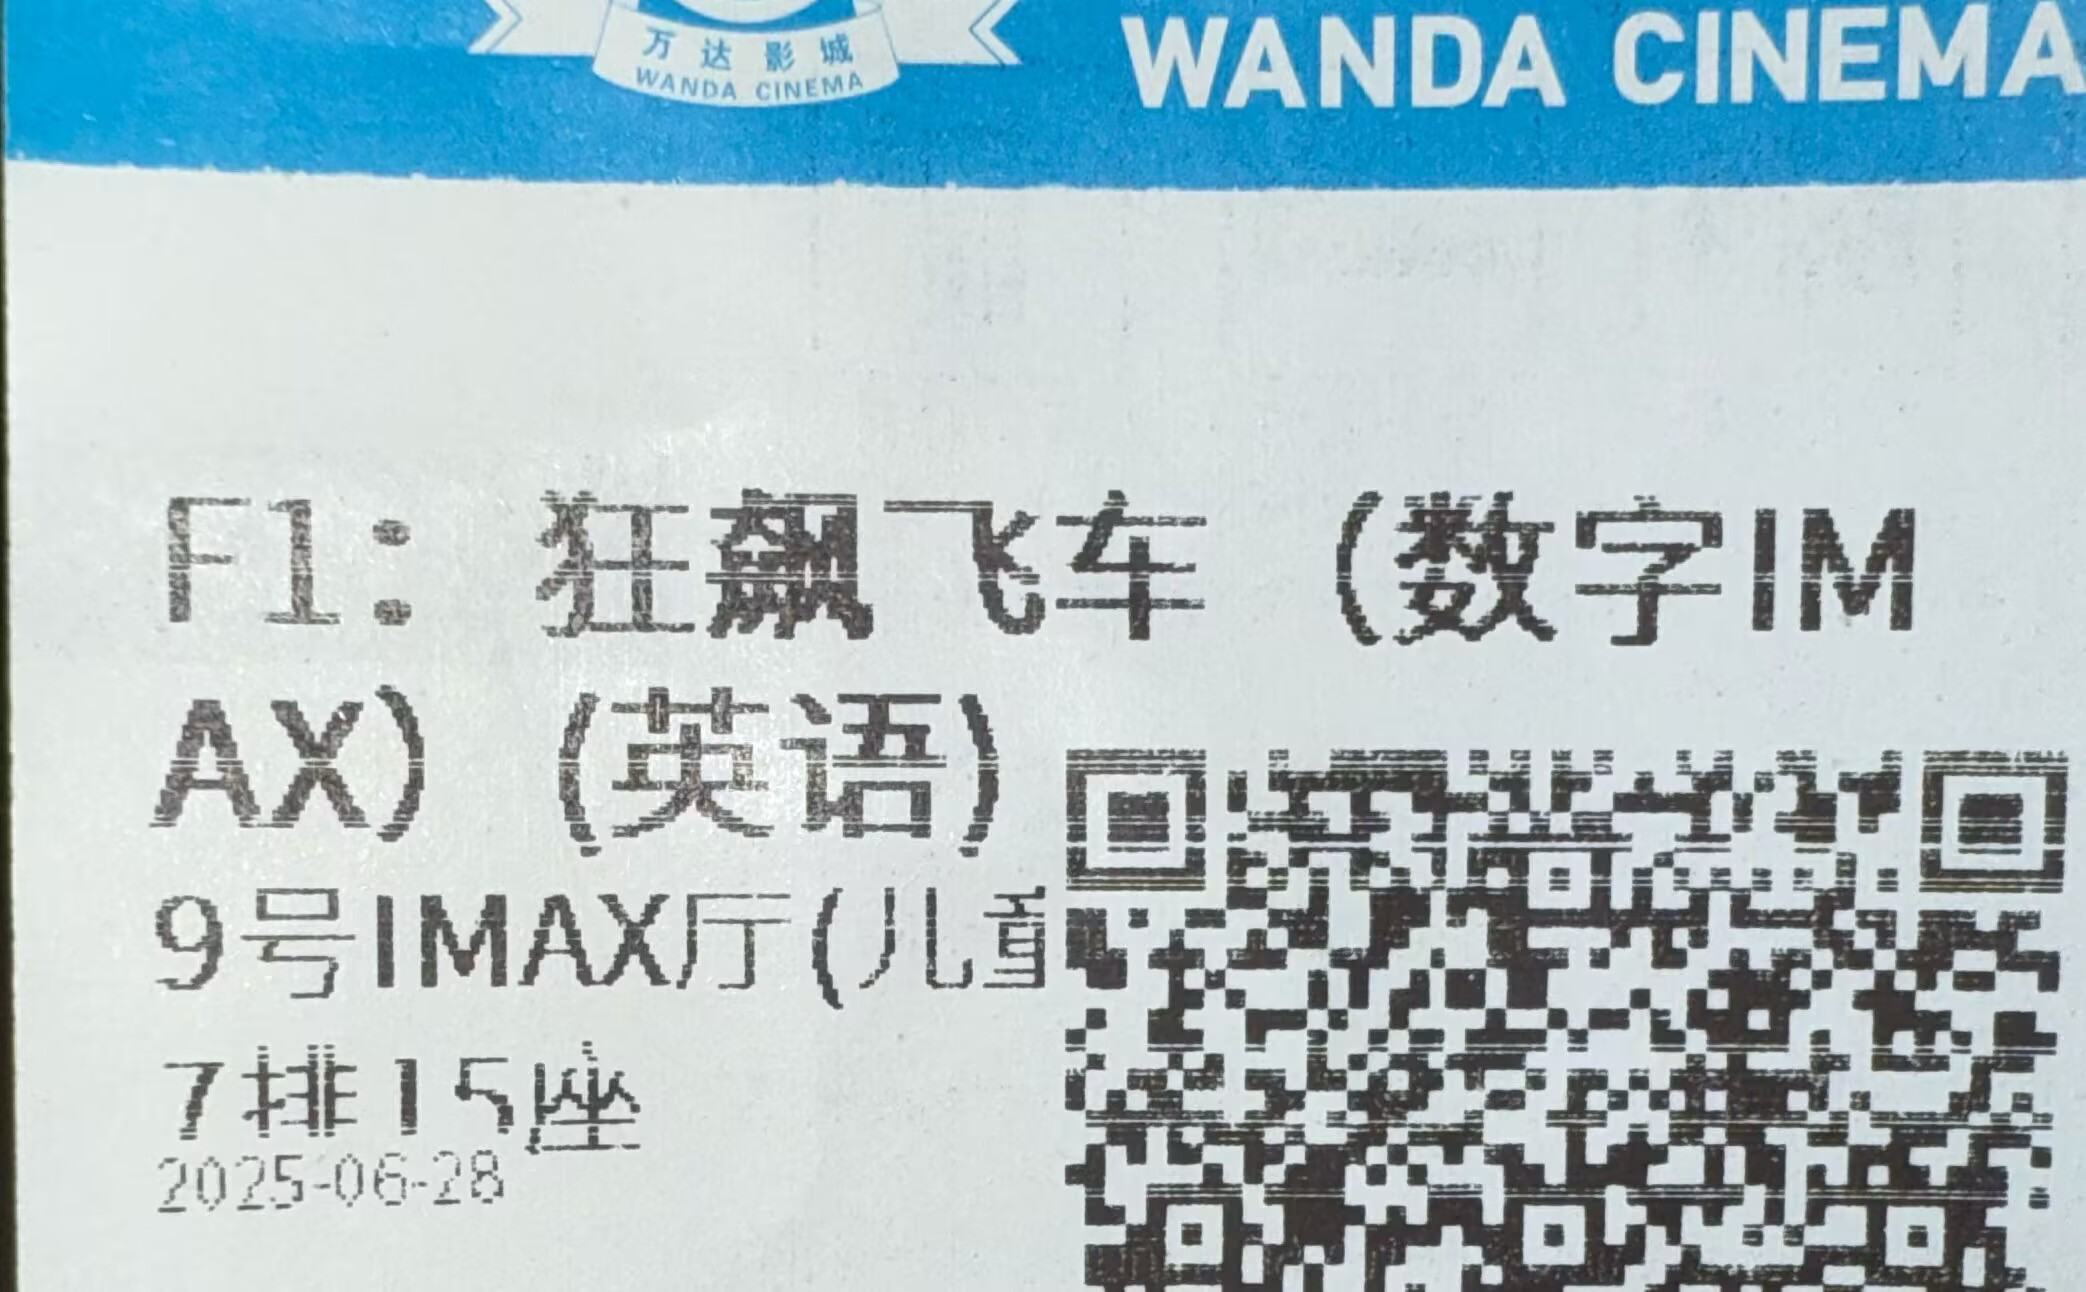 万达影城
WANDA CINEMA
WANDA CINEMA
F1：狂飙飞车（数字IM
AX）（英语）
9号IMAX厅(儿童
7排15座
2025-06-28